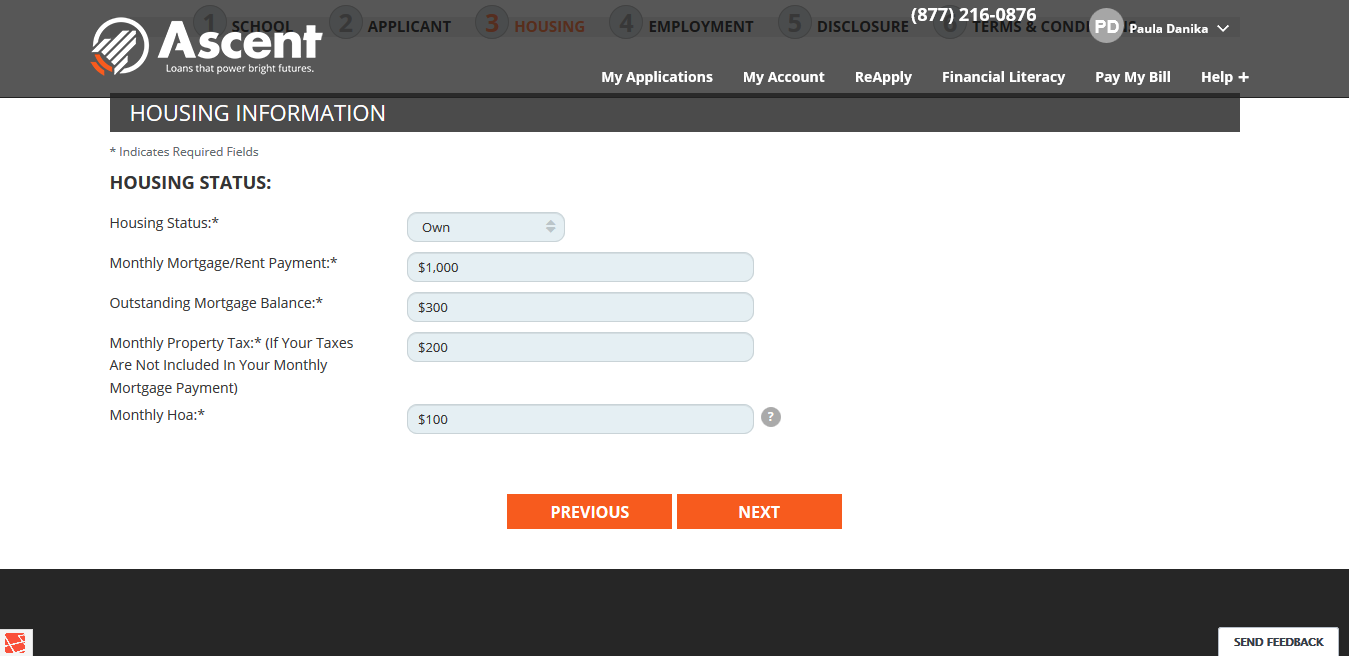 (877) 216-0876
1 SCHOOL 2 APPLICANT 3 HOUSING 4 EMPLOYMENT 5 DISCLOSURE 6 TERMS & COND
PD Paula Danika
Ascent
Loans that power bright futures.
My Applications My Account ReApply Financial Literacy Pay My Bill Help +
HOUSING INFORMATION
* Indicates Required Fields
HOUSING STATUS:
Housing Status:* Own
Monthly Mortgage/Rent Payment:* $1,000
Outstanding Mortgage Balance:* $300
Monthly Property Tax:* (If Your Taxes $200
Are Not Included In Your Monthly
Mortgage Payment)
Monthly Hoa:* $100 ?
PREVIOUS NEXT
SEND FEEDBACK